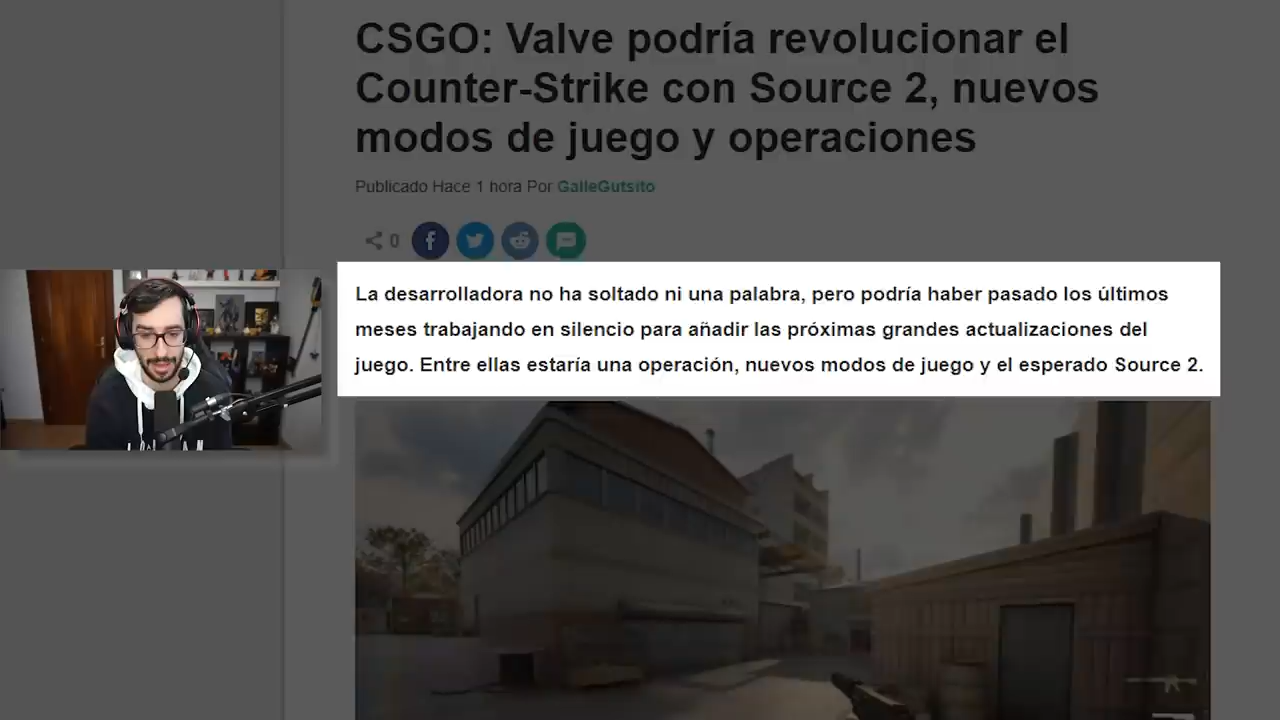 CSGO: Valve podría revolucionar el
Counter-Strike con Source 2, nuevos
modos de juego y operaciones
Publicado Hace 1 hora Por GalleGutsito
0
La desarrolladora no ha soltado ni una palabra, pero podría haber pasado los últimos
meses trabajando en silencio para añadir las próximas grandes actualizaciones del
juego. Entre ellas estaría una operación, nuevos modos de juego y el esperado Source 2.